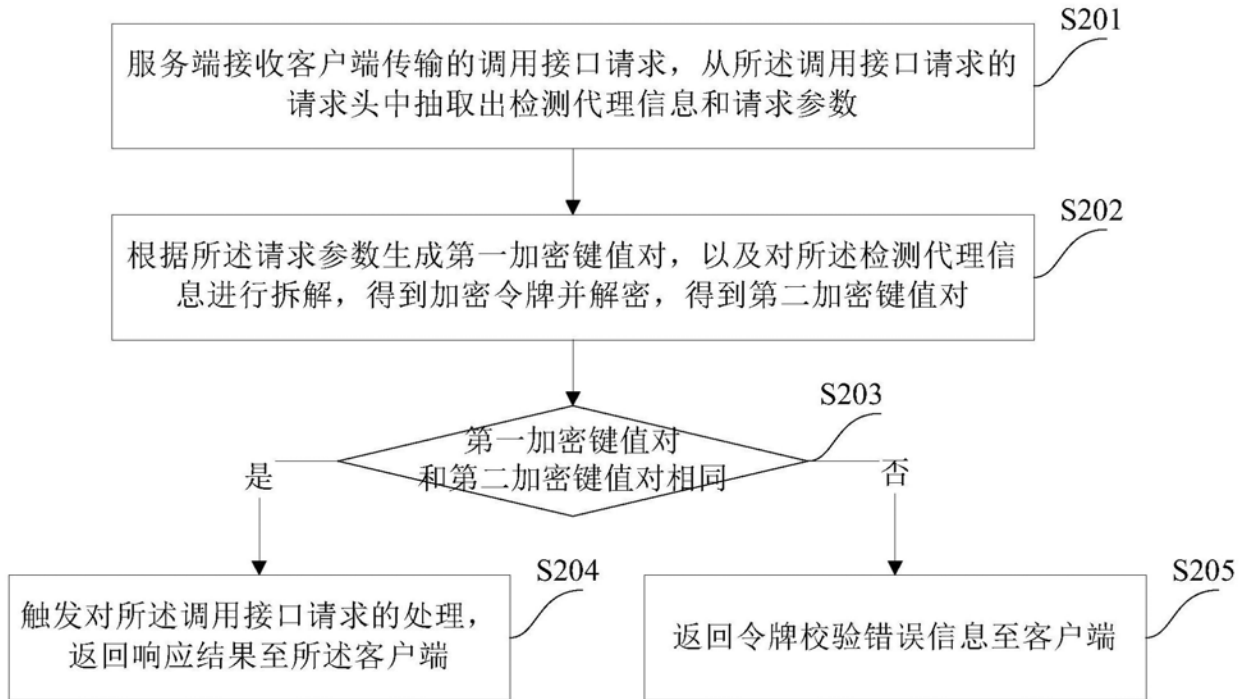 S201
服务端接收客户端传输的调用接口请求，从所述调用接口请求的
请求头中抽取出检测代理信息和请求参数
S202
根据所述请求参数生成第一加密键值对，以及对所述检测代理信
息进行拆解，得到加密令牌并解密，得到第二加密键值对
S203
第一加密键值对
和第二加密键值对相同
是
否
S204
触发对所述调用接口请求的处理，
返回响应结果至所述客户端
S205
返回令牌校验错误信息至客户端